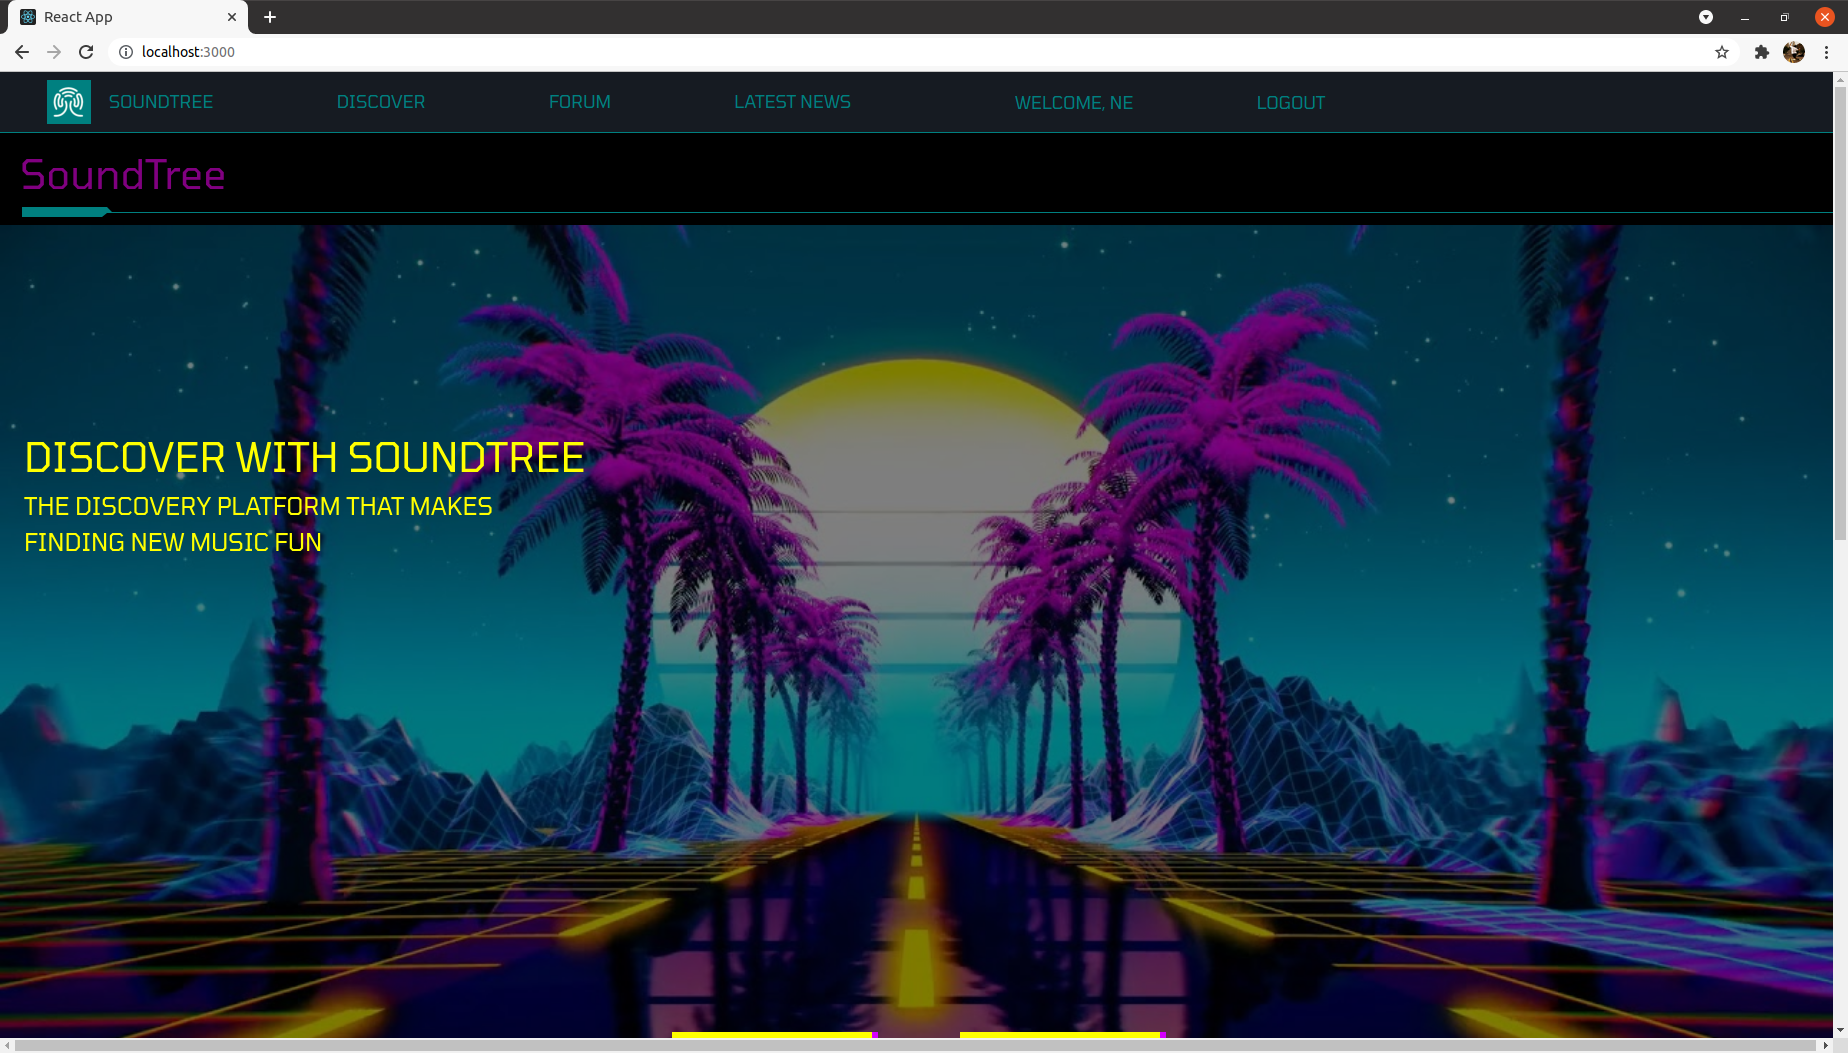 React App
localhost:3000
SOUNDTREE DISCOVER FORUM LATEST NEWS WELCOME, NE LOGOUT
SoundTree
DISCOVER WITH SOUNDTREE
THE DISCOVERY PLATFORM THAT MAKES
FINDING NEW MUSIC FUN